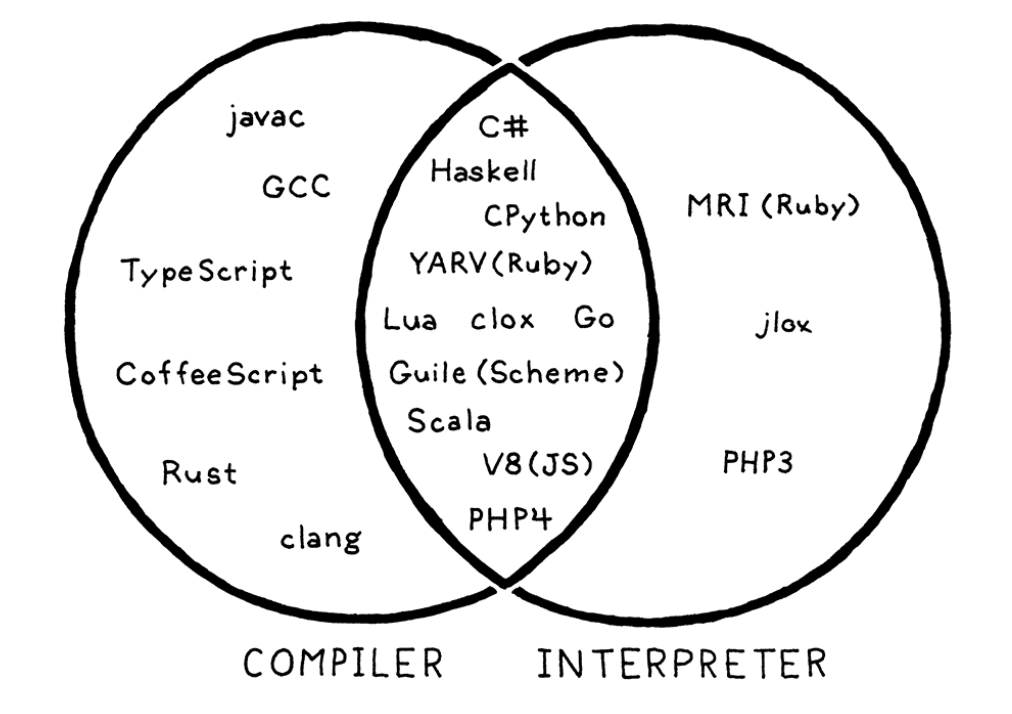 javac
GCC
TypeScript
CoffeeScript
Rust
clang
C#
Haskell
CPython
YARV (Ruby)
Lua clox Go
Guile (Scheme)
Scala
V8 (JS)
PHP4
MRI (Ruby)
jlox
PHP3
COMPILER INTERPRETER